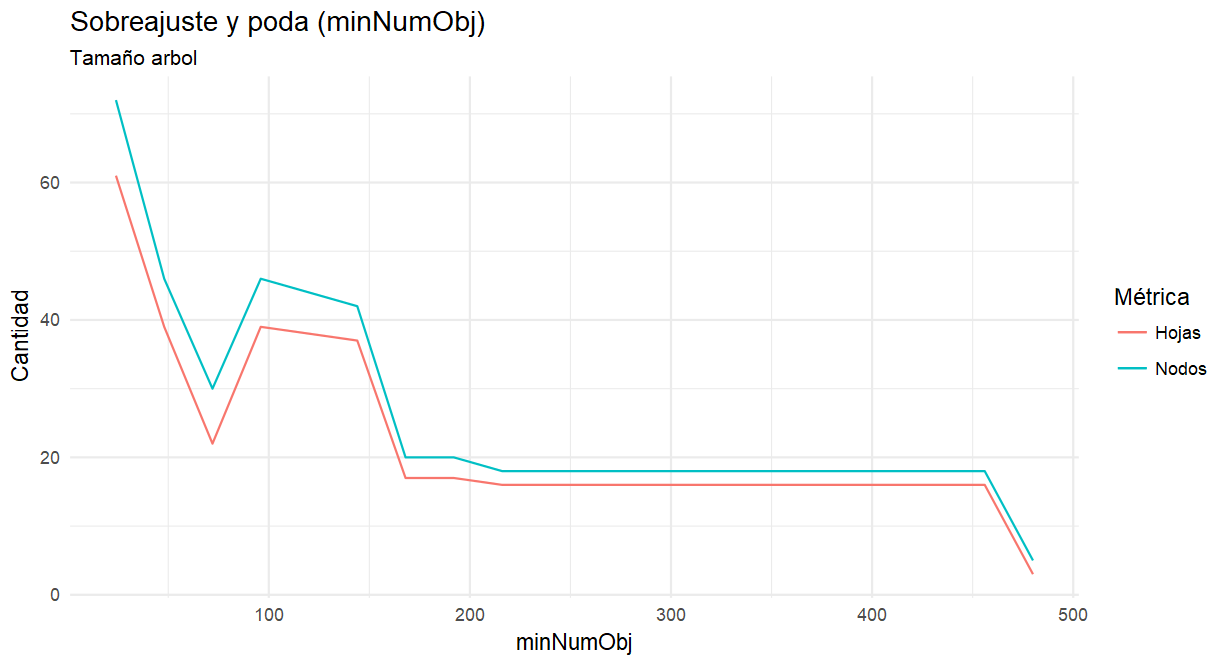 Sobreajuste y poda (minNumObj)
Tamaño arbol
Cantidad
60
40
20
0
100
200
300
400
500
minNumObj
Métrica
Hojas
Nodos